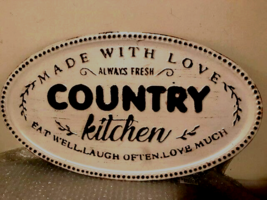 MADE WITH LOVE
ALWAYS FRESH
COUNTRY
kitchen
EAT WELL.LAUGH OFTEN.LOVE MUCH